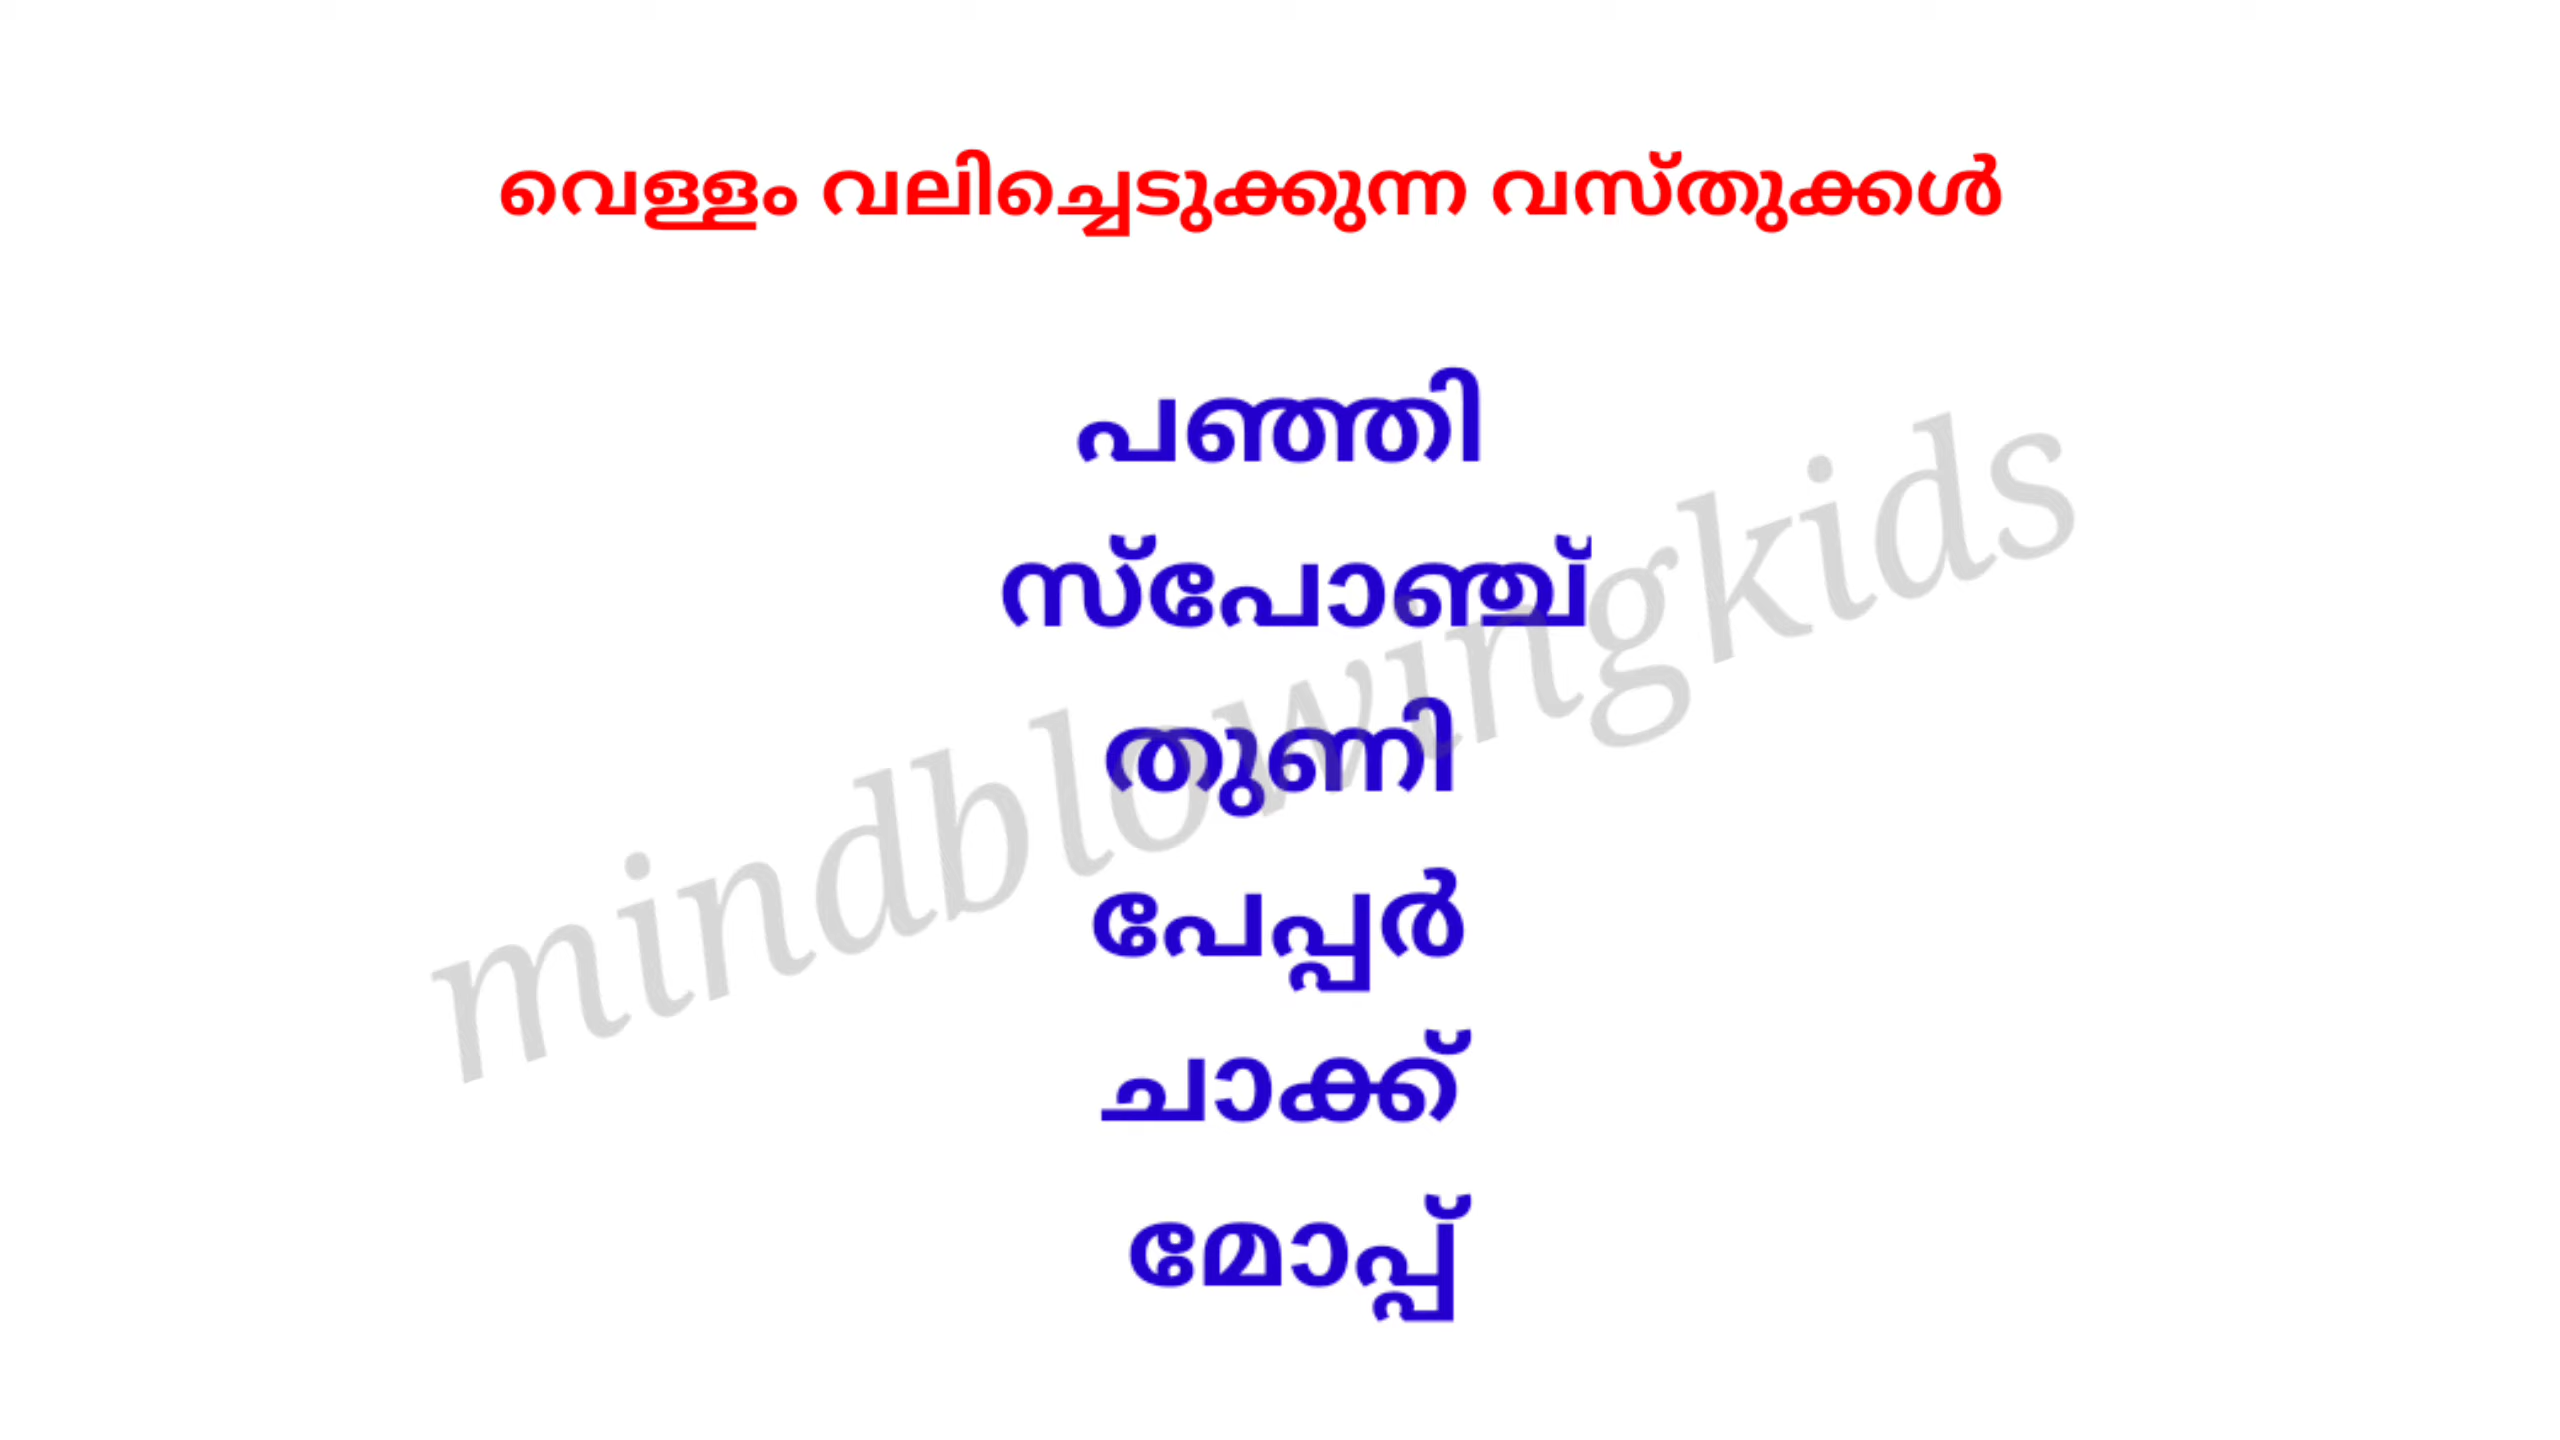 വെള്ളം വലിച്ചെടുക്കുന്ന വസ്തുക്കൾ
പഞ്ഞി
സ്പോഞ്ച്
തുണി
പേപ്പർ
ചാക്ക്
മോപ്പ്
mindblowingkids